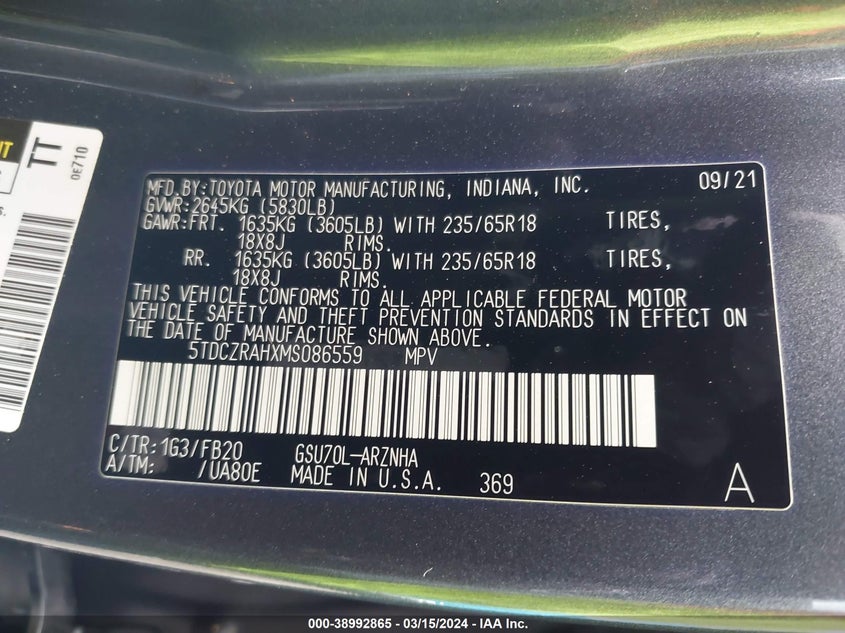 IT
TT
0E710
S.
MFD.BY:TOYOTA MOTOR MANUFACTURING, INDIANA, INC. 09/21
GVWR:2645KG (5830LB)
GAWR:FRT. 1635KG (3605LB) WITH 235/65R18 TIRES,
18X8J RIMS.
RR. 1635KG (3605LB) WITH 235/65R18 TIRES,
18X8J RIMS.
THIS VEHICLE CONFORMS TO ALL APPLICABLE FEDERAL MOTOR
VEHICLE SAFETY AND THEFT PREVENTION STANDARDS IN EFFECT ON
THE DATE OF MANUFACTURE SHOWN ABOVE.
5TDCZRAHXMS086559 MPV
C/TR:1G3/FB20 GSU70L-ARZNHA
A/TM: /UA80E MADE IN U.S.A. 369 A
000-38992865 - 03/15/2024 - IAA Inc.